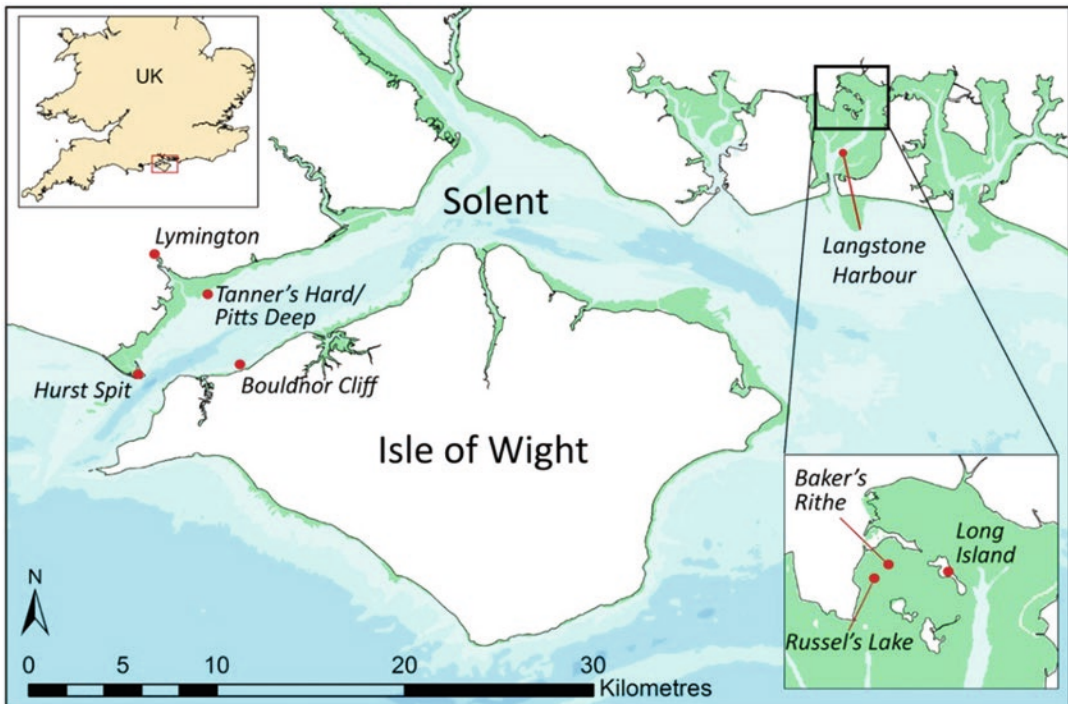 UK
Solent
Lymington
Tanner's Hard/
Pitts Deep
Langstone
Harbour
Hurst Spit
Bouldnor Cliff
Isle of Wight
Baker's
Rithe
Long
Island
Russel's Lake
N
0 5 10 20 30
Kilometres